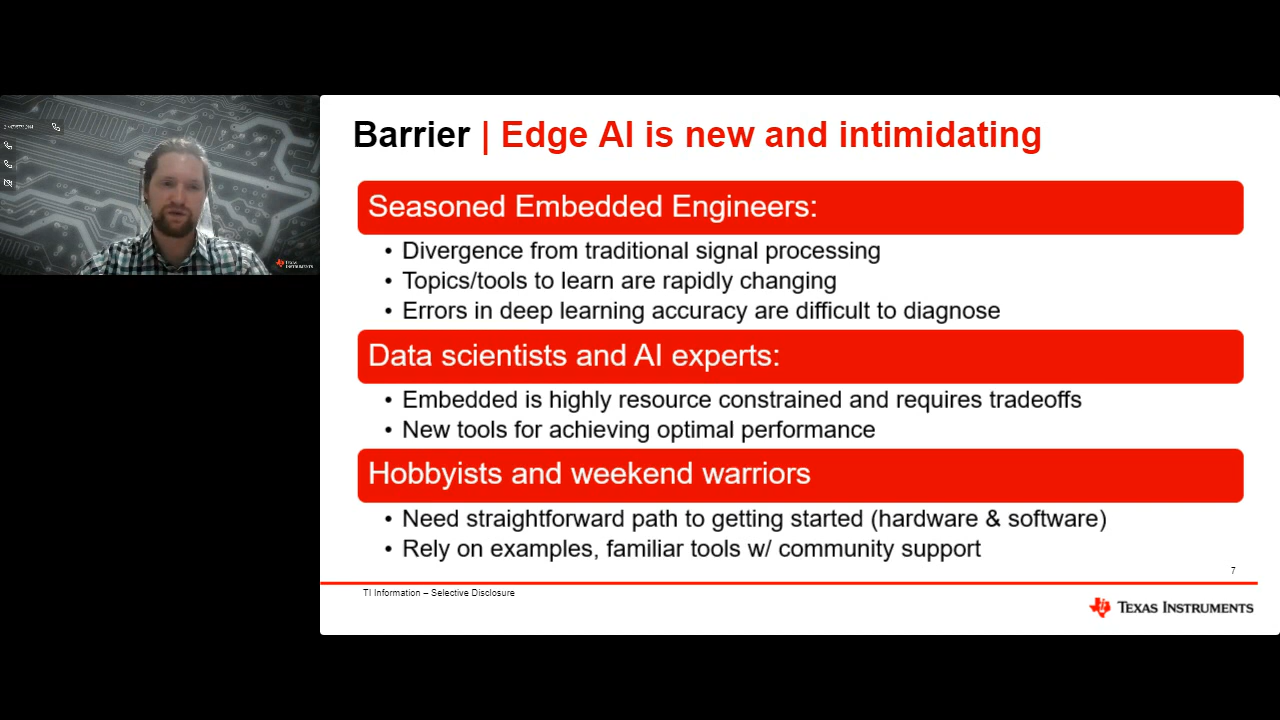 Barrier | Edge AI is new and intimidating
Seasoned Embedded Engineers:
• Divergence from traditional signal processing
• Topics/tools to learn are rapidly changing
• Errors in deep learning accuracy are difficult to diagnose
Data scientists and AI experts:
• Embedded is highly resource constrained and requires tradeoffs
• New tools for achieving optimal performance
Hobbyists and weekend warriors
• Need straightforward path to getting started (hardware & software)
• Rely on examples, familiar tools w/ community support
7
TI Information – Selective Disclosure
TEXAS INSTRUMENTS
TEXAS
INSTRUMENTS